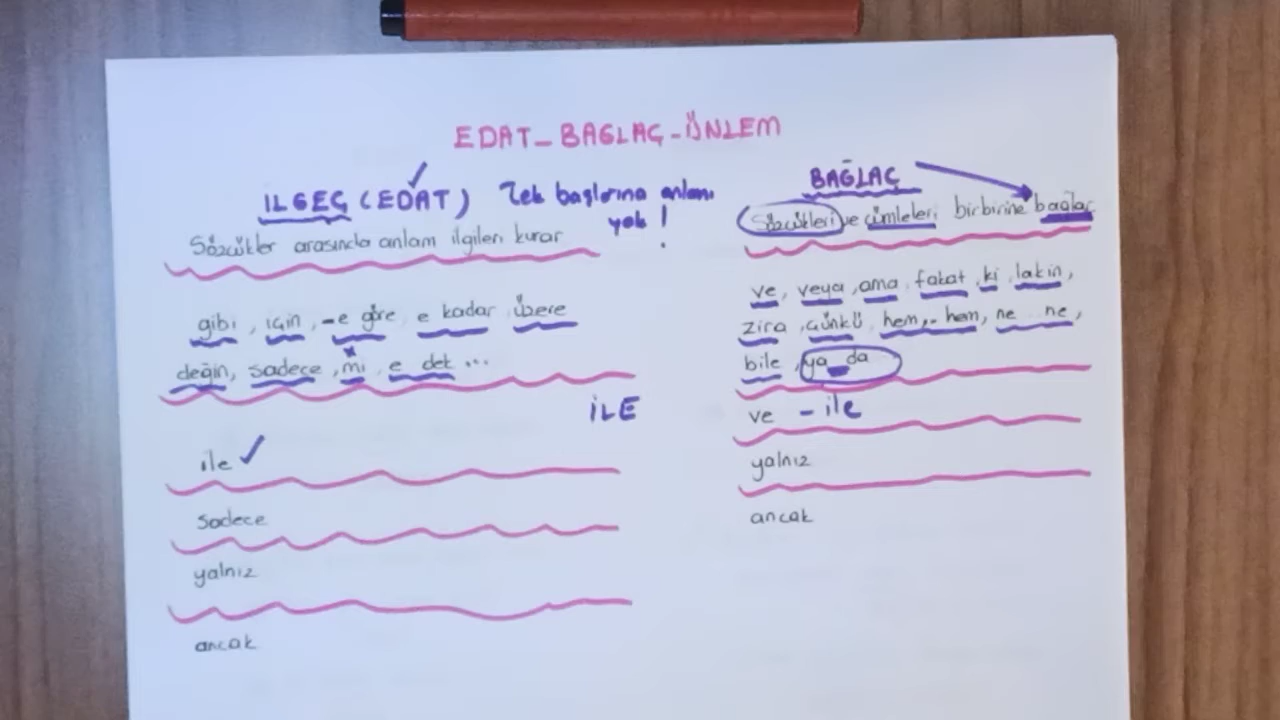 EDAT_BAGLAÇ_ÜNLEM
İLGEÇ (EDAT) Tek başlarına anlamı
yok !
Sözcükler arasında anlam ilgileri kurar
gibi, için, -e göre, e kadar, üzere
değin, sadece, mi, e dek ...
İLE
ile ✓
sadece
yalnız
ancak
BAĞLAÇ
Sözcükleri ve cümleleri birbirine bağlar
ve, veya, ama, fakat, ki, lakin,
zira, çünkü, hem,.. hem, ne ne,
bile, ya da
ve - ile
yalnız
ancak